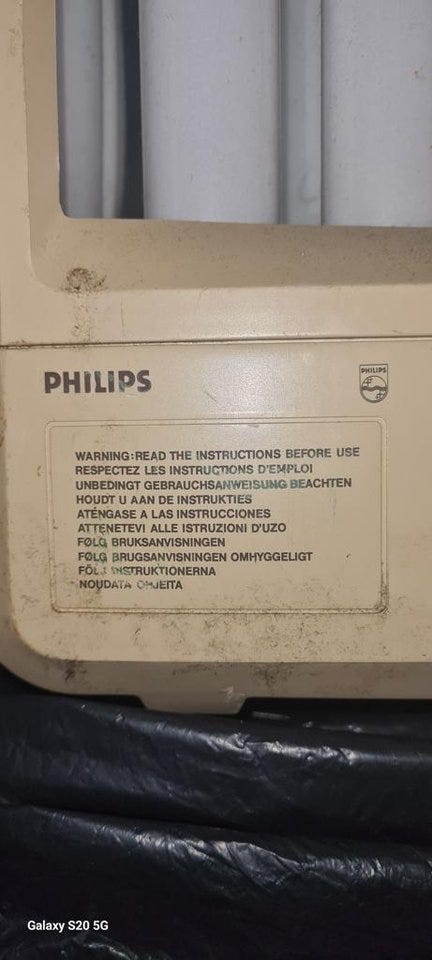 PHILIPS
PHILIPS
WARNING:READ THE INSTRUCTIONS BEFORE USE
RESPECTEZ LES INSTRUCTIONS D'EMPLOI
UNBEDINGT GEBRAUCHSANWEISUNG BEACHTEN
HOUDT U AAN DE INSTRUKTIES
ATÉNGASE A LAS INSTRUCCIONES
ATTENETEVI ALLE ISTRUZIONI D'UZO
FØLG BRUKSANVISNINGEN
FØLG BRUGSANVISNINGEN OMHYGGELIGT
FÖLJ INSTRUKTIONERNA
NOUDATA OHJEITA
Galaxy S20 5G